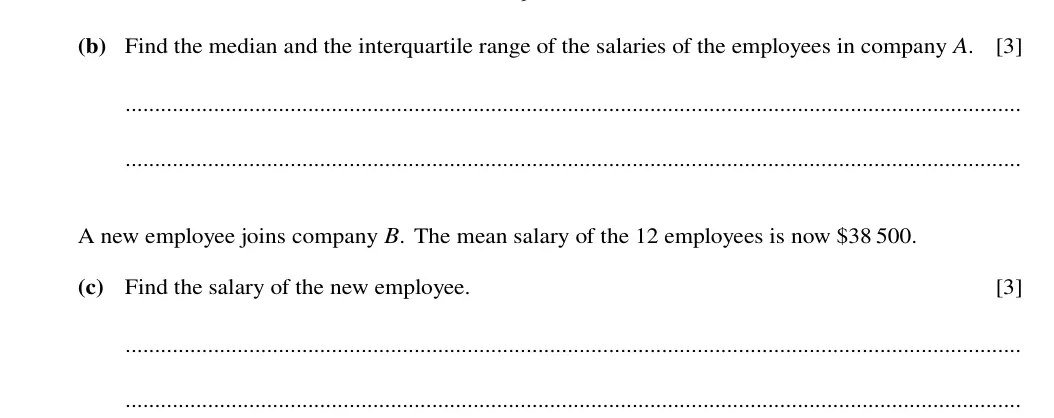 (b) Find the median and the interquartile range of the salaries of the employees in company A. [3]
................................................................................................................................................
................................................................................................................................................
A new employee joins company B. The mean salary of the 12 employees is now $38 500.
(c) Find the salary of the new employee. [3]
................................................................................................................................................
................................................................................................................................................